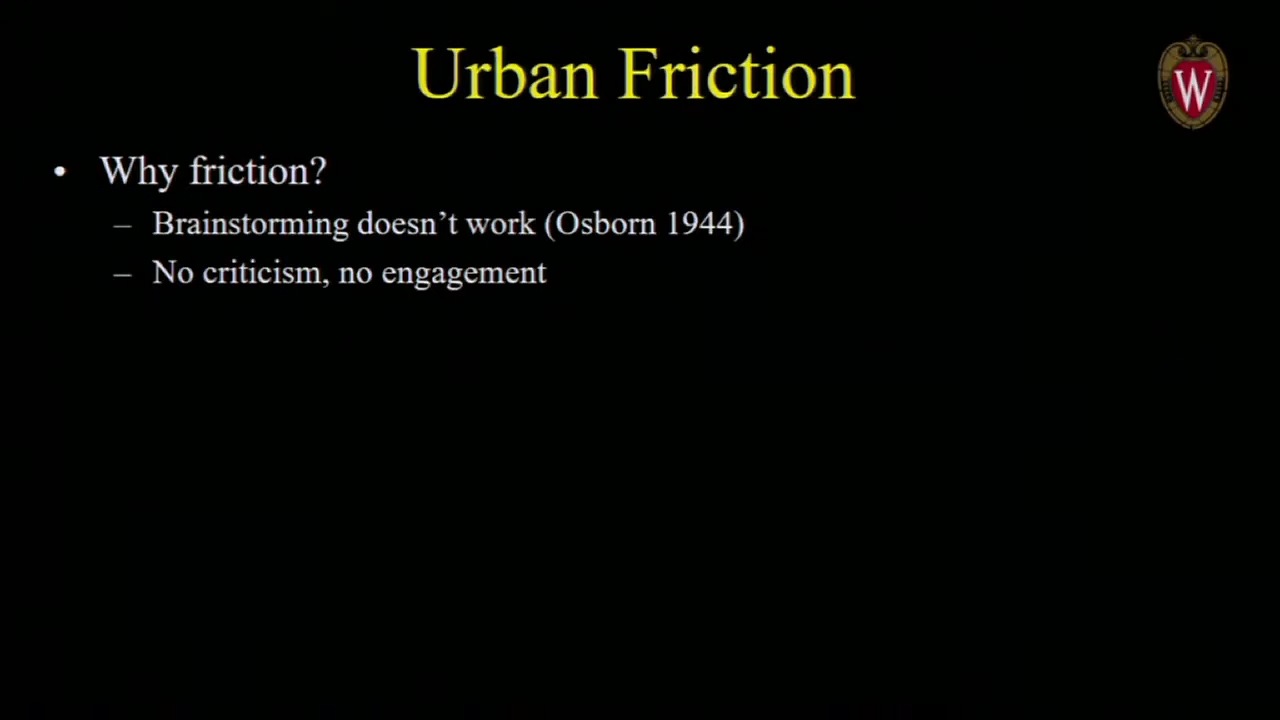 Urban Friction
W
• Why friction?
– Brainstorming doesn't work (Osborn 1944)
– No criticism, no engagement